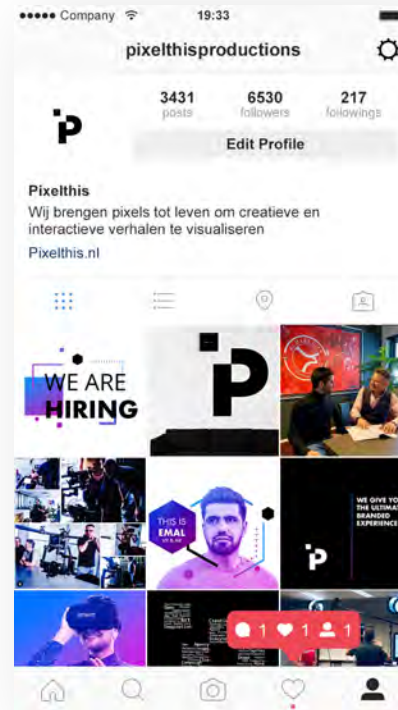 Company 19:33
pixelthisproductions
3431 6530 217
posts followers followings
Edit Profile
Pixelthis
Wij brengen pixels tot leven om creatieve en
interactieve verhalen te visualiseren
Pixelthis.nl
WE ARE
HIRING
P
THIS IS
EMAL
WE GIVE YO
THE ULTIMA
BRANDED
EXPERIENCE
P
1 1 1